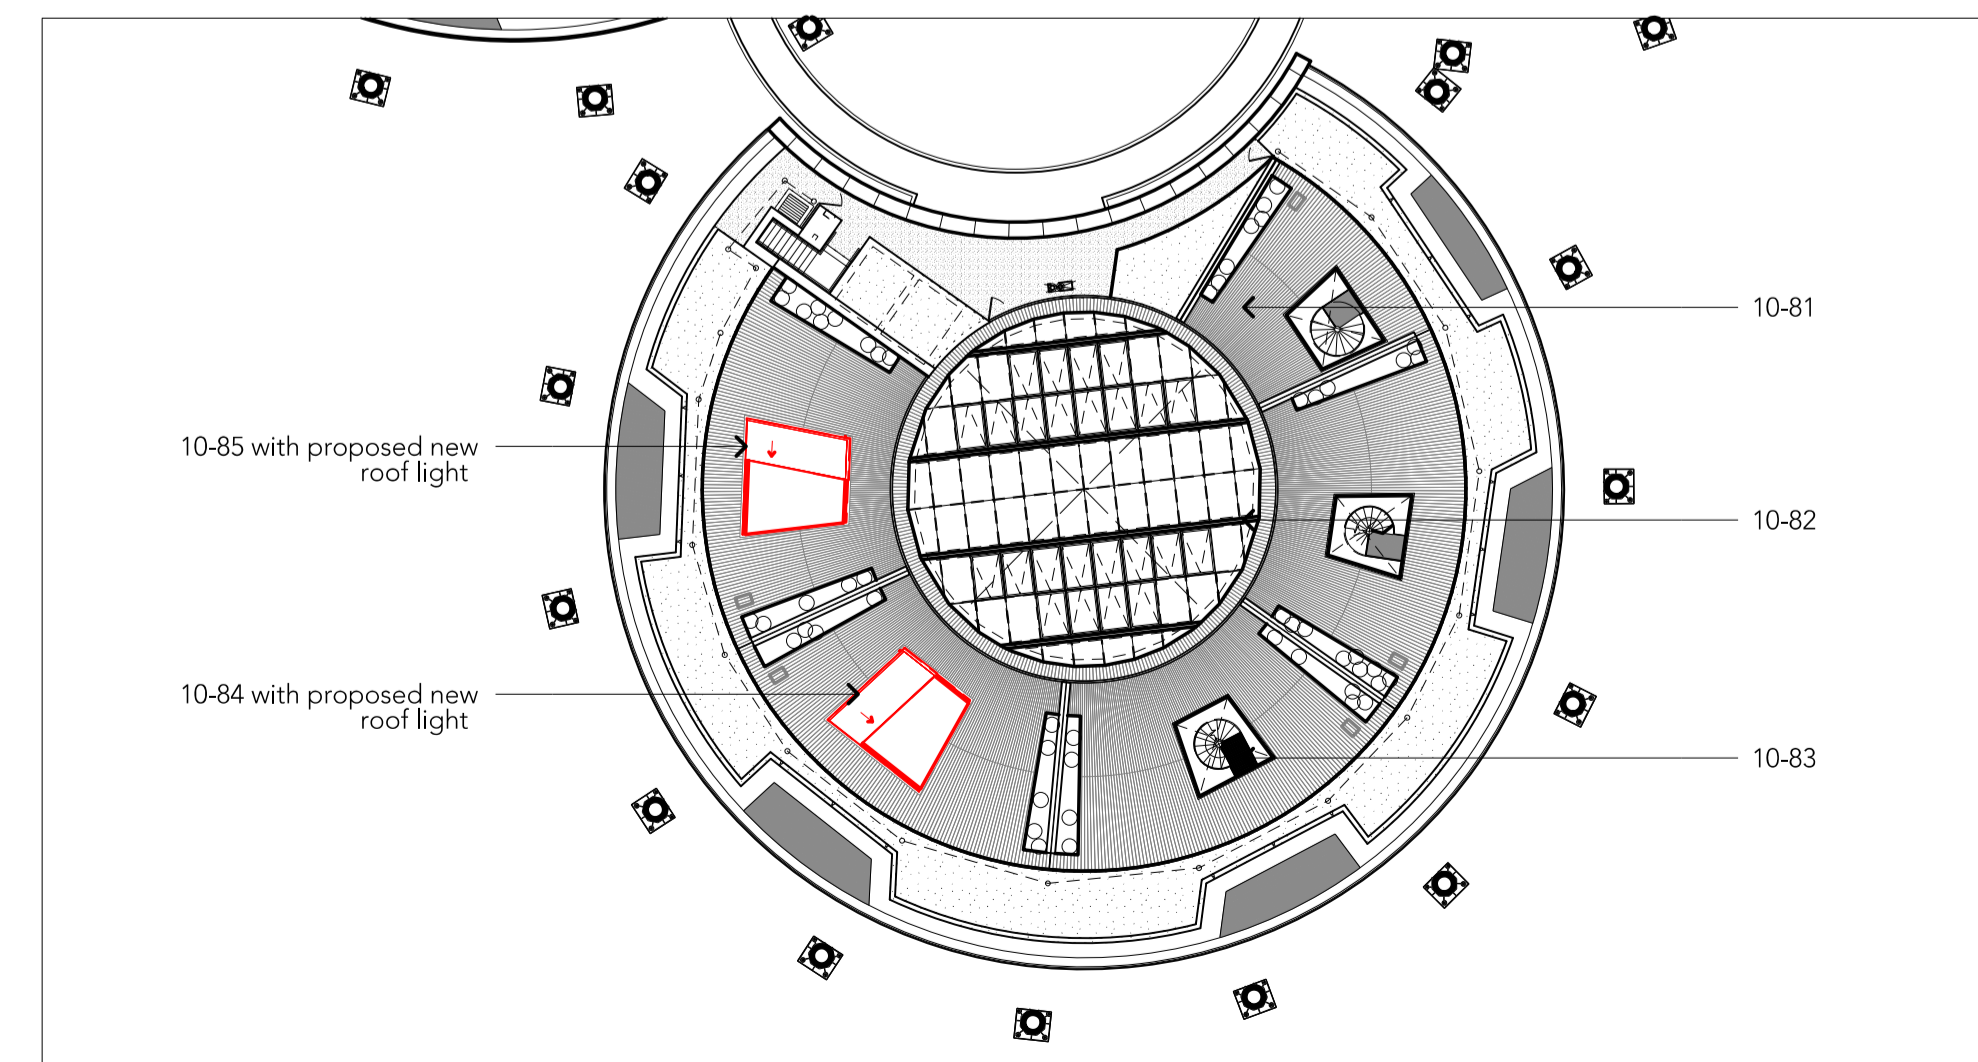 10-81
10-85 with proposed new
roof light
10-82
10-84 with proposed new
roof light
10-83